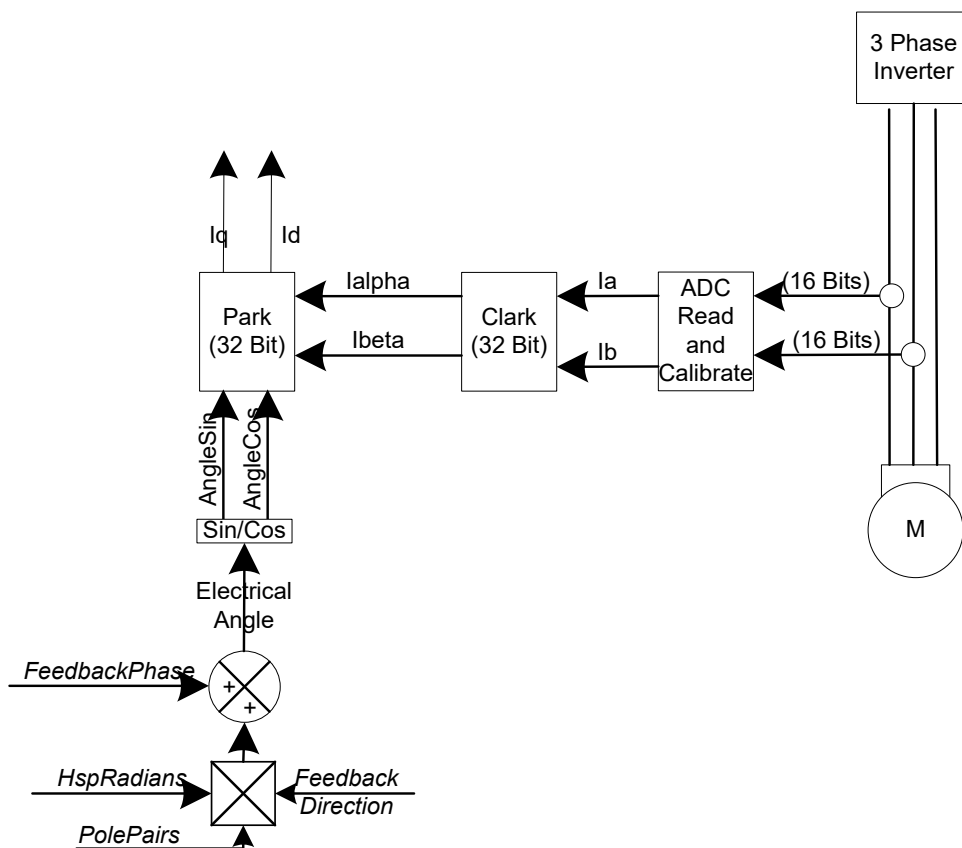 3 Phase
Inverter
Iq
Id
Park
(32 Bit)
Ialpha
Ibeta
Clark
(32 Bit)
Ia
Ib
ADC
Read
and
Calibrate
(16 Bits)
(16 Bits)
AngleSin
AngleCos
Sin/Cos
M
Electrical
Angle
FeedbackPhase
+
+
HspRadians
Feedback
Direction
PolePairs